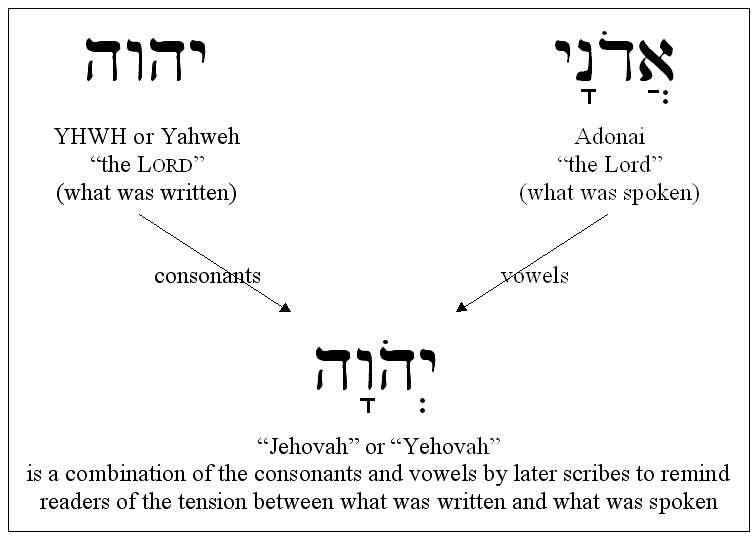 יהוה
YHWH or Yahweh
“the LORD”
(what was written)
אֲדֹנָי
Adonai
“the Lord”
(what was spoken)
consonants
vowels
יְהֹוָה
“Jehovah” or “Yehovah”
is a combination of the consonants and vowels by later scribes to remind
readers of the tension between what was written and what was spoken